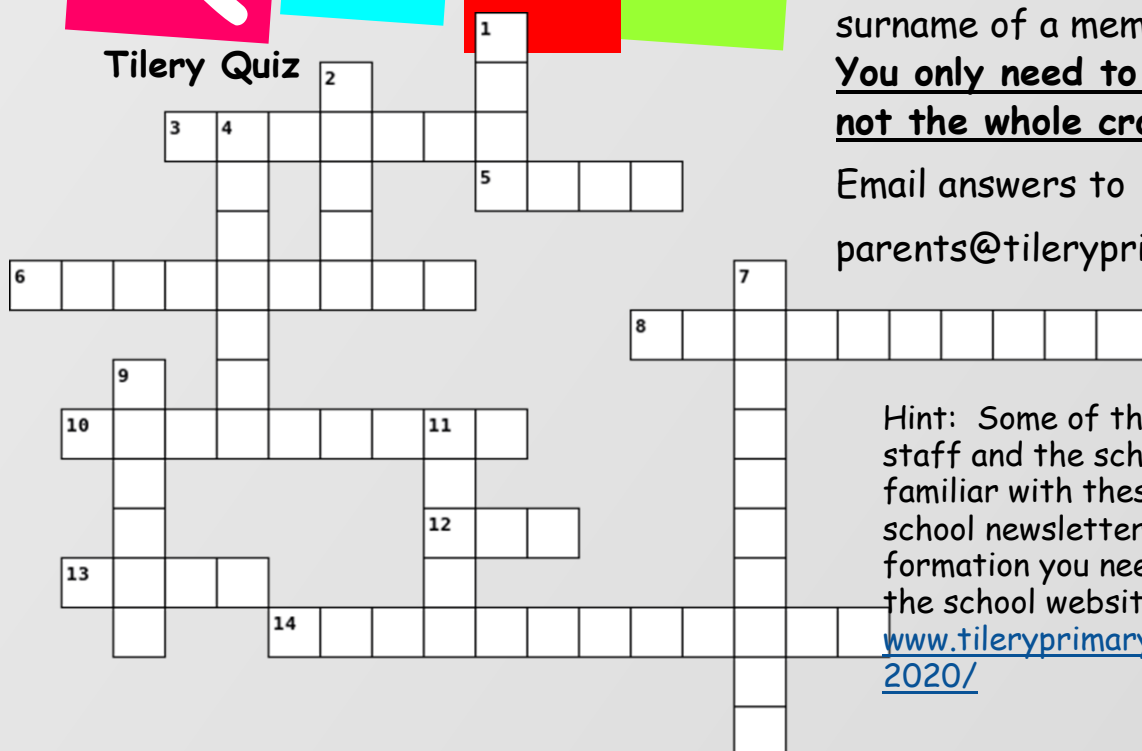 Tilery Quiz
1
2
3 4
5
6
7
8
9
10 11
12
13
14
surname of a mem
You only need to
not the whole cro
Email answers to
parents@tilerypri
Hint: Some of th
staff and the sch
familiar with thes
school newsletter
formation you nee
the school websit
www.tileryprimary
2020/